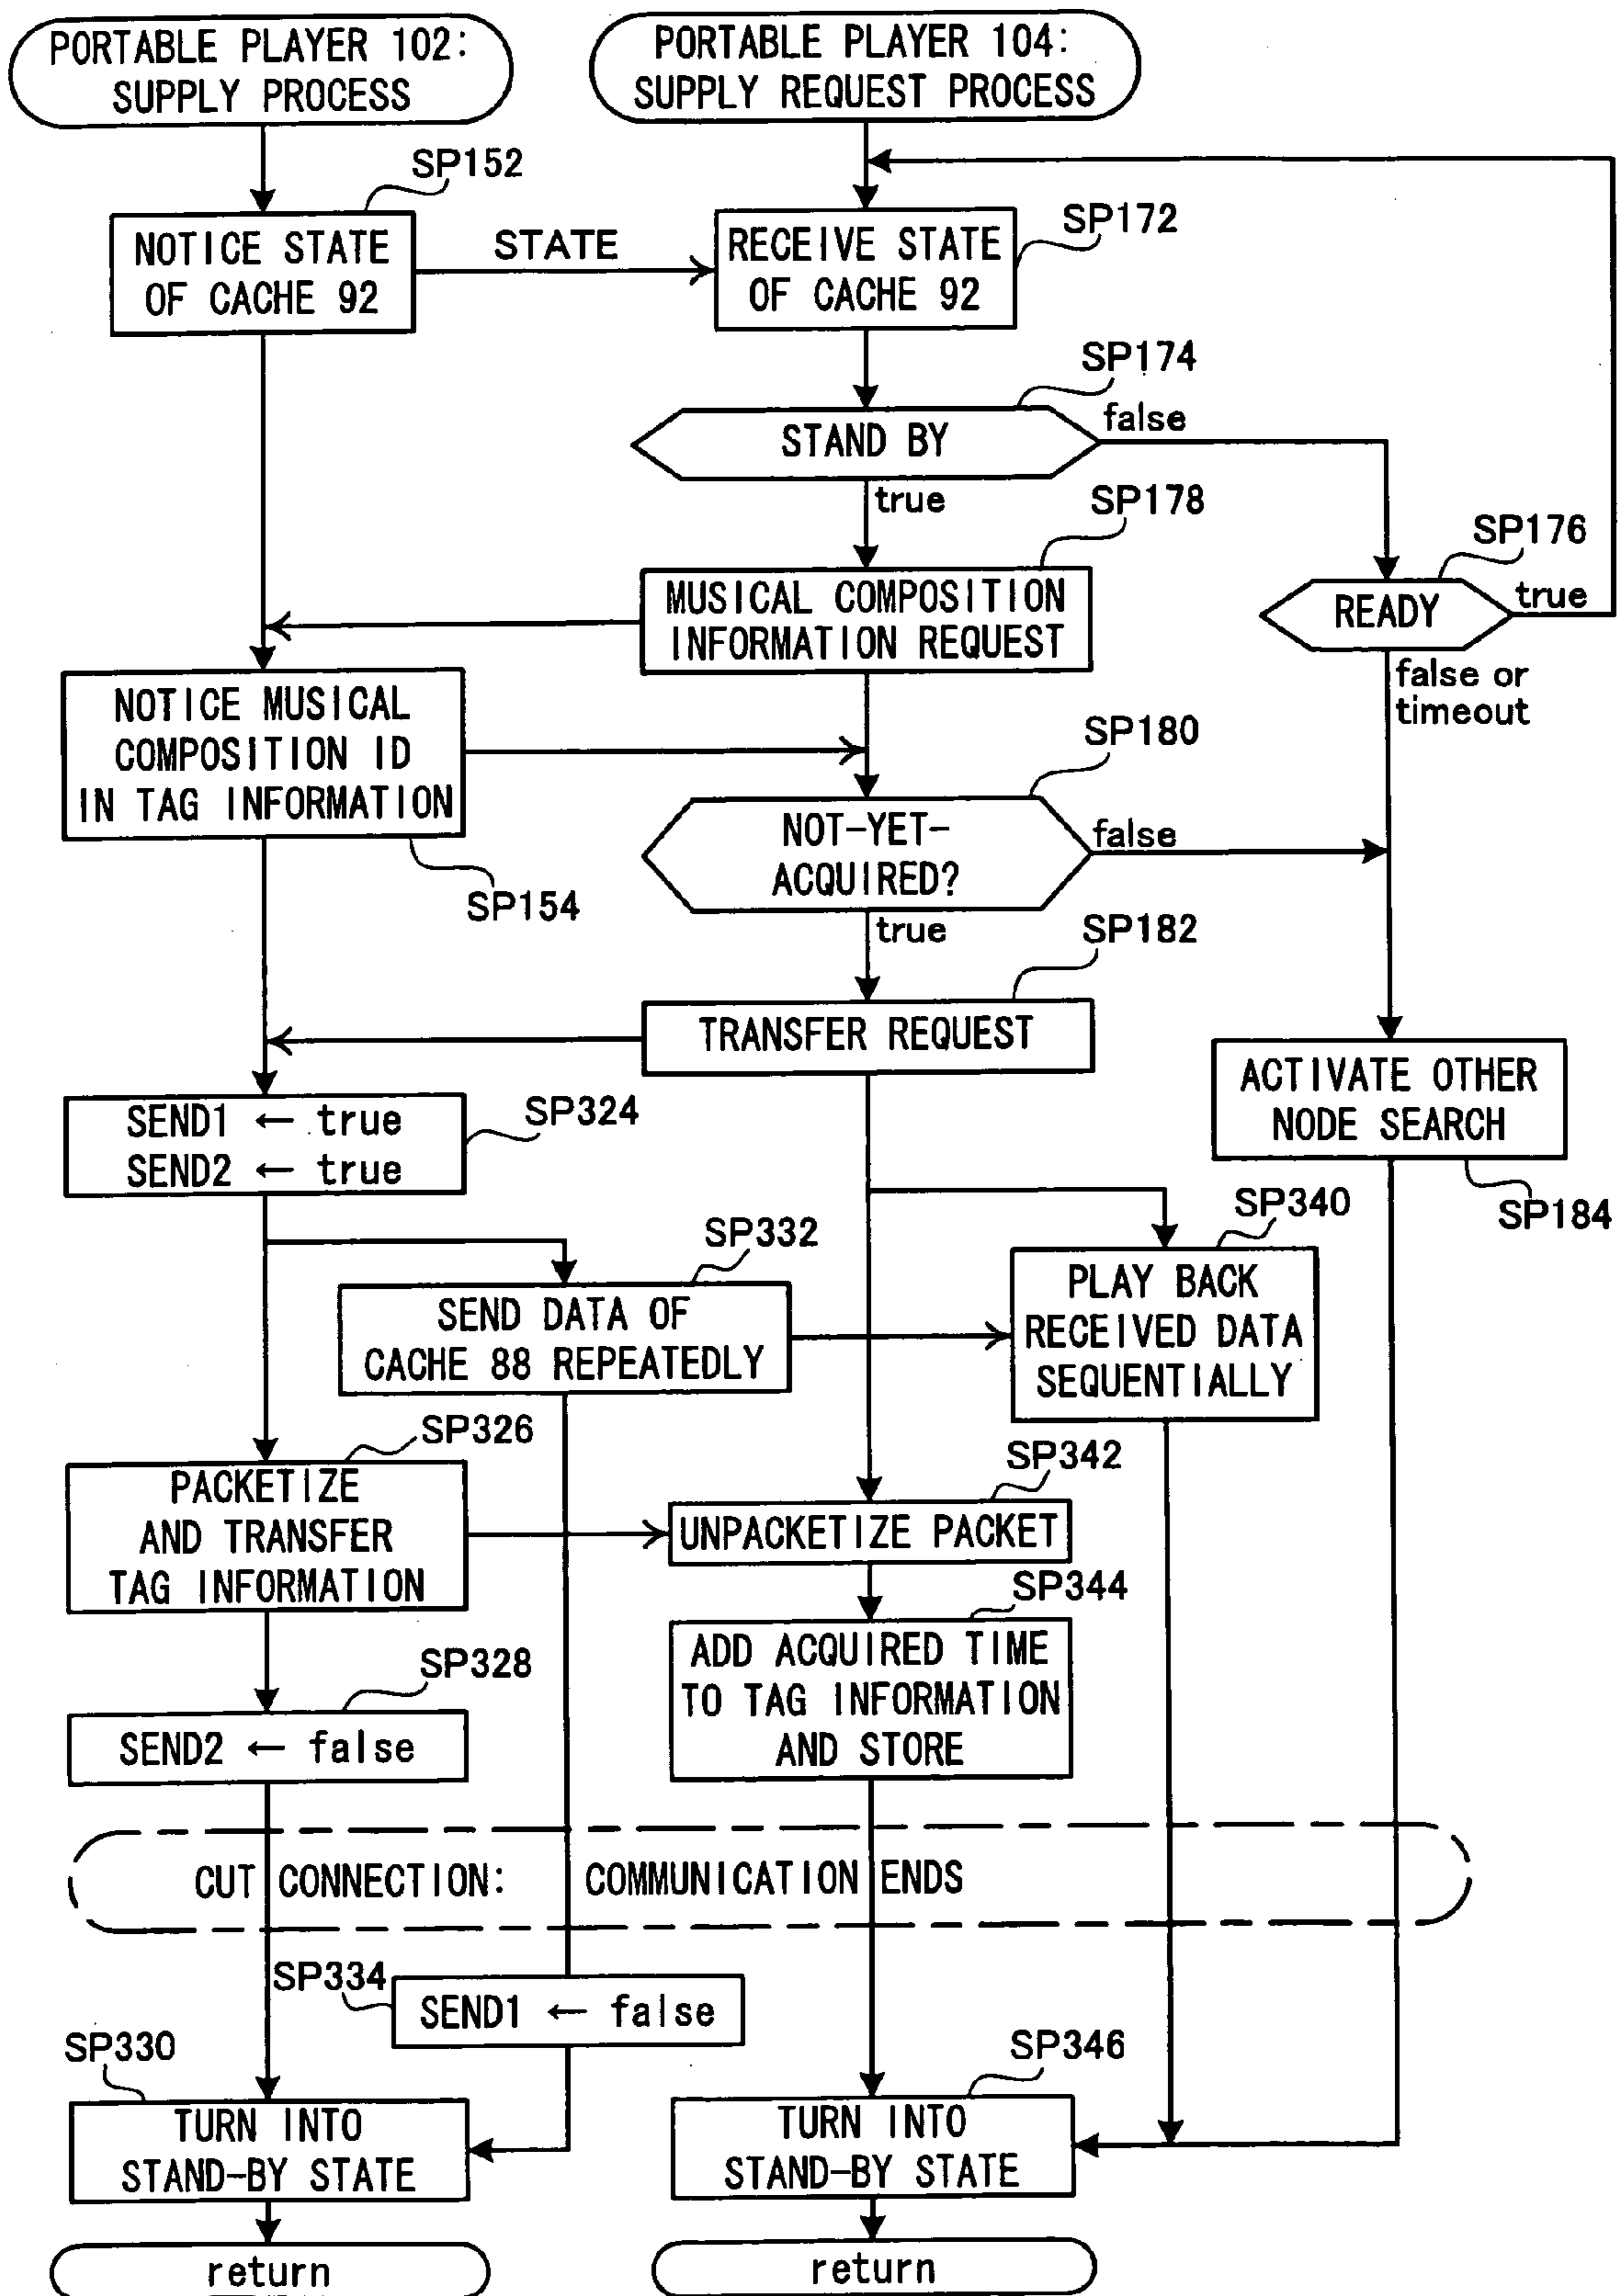 PORTABLE PLAYER 102:
SUPPLY PROCESS
PORTABLE PLAYER 104:
SUPPLY REQUEST PROCESS
SP152
NOTICE STATE
OF CACHE 92
STATE
RECEIVE STATE
OF CACHE 92
SP172
SP174
STAND BY
false
true
SP178
SP176
MUSICAL COMPOSITION
INFORMATION REQUEST
READY
true
false or
timeout
NOTICE MUSICAL
COMPOSITION ID
IN TAG INFORMATION
SP154
SP180
NOT-YET-
ACQUIRED?
false
true
SP182
TRANSFER REQUEST
ACTIVATE OTHER
NODE SEARCH
SP184
SEND1 ← true
SEND2 ← true
SP324
SP332
SEND DATA OF
CACHE 88 REPEATEDLY
SP340
PLAY BACK
RECEIVED DATA
SEQUENTIALLY
SP326
PACKETIZE
AND TRANSFER
TAG INFORMATION
SP342
UNPACKETIZE PACKET
SP344
ADD ACQUIRED TIME
TO TAG INFORMATION
AND STORE
SP328
SEND2 ← false
CUT CONNECTION: COMMUNICATION ENDS
SP334
SEND1 ← false
SP330
TURN INTO
STAND-BY STATE
SP346
TURN INTO
STAND-BY STATE
return
return